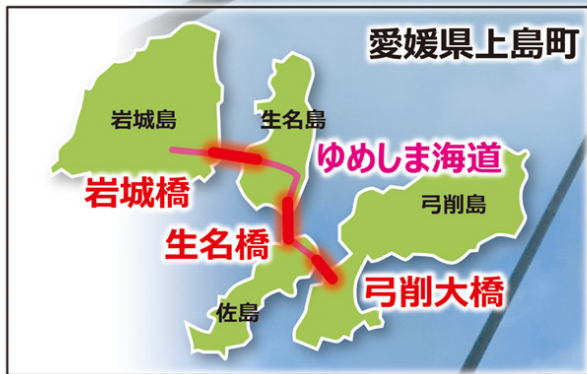 愛媛県上島町
岩城島
生名島
ゆめしま海道
岩城橋
弓削島
生名橋
弓削大橋
佐島